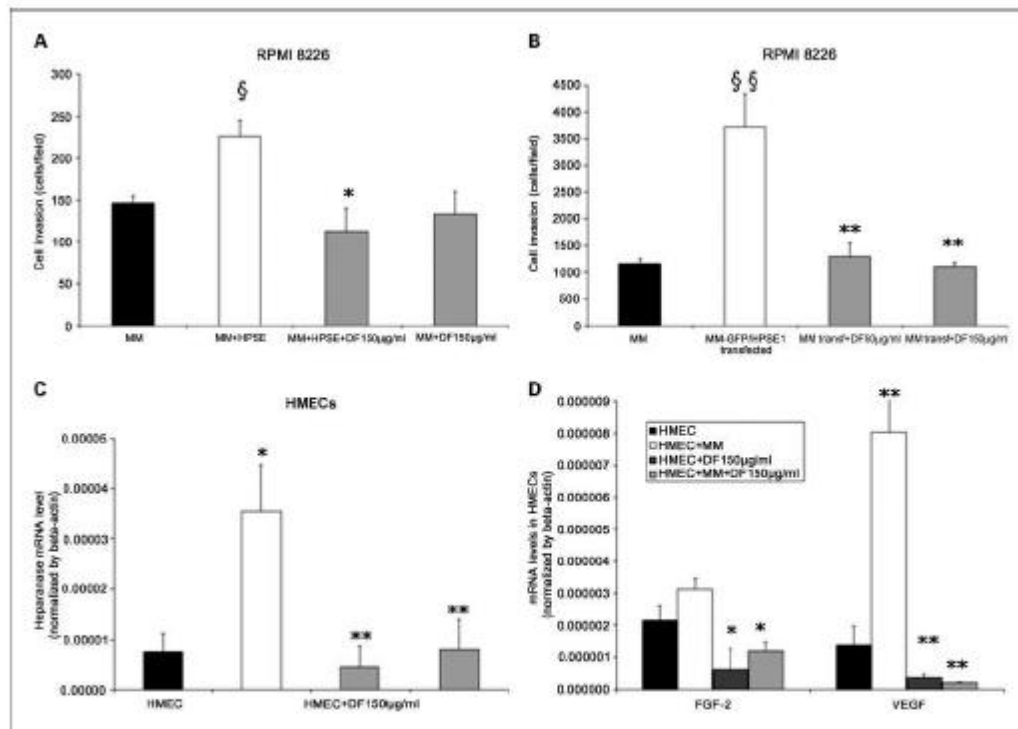 A
RPMI 8226
§
*
Cell invasion (cells/field)
300
250
200
150
100
50
0
MM
MM+HPSE
MM+HPSE+DF150µg/ml
MM+DF150µg/ml
B
RPMI 8226
§ §
**
**
Cell invasion (cells/field)
4500
4000
3500
3000
2500
2000
1500
1000
500
0
MM
MM-GFP/HPSE1
transfected
MM transf+DF50µg/ml
MM transf+DF150µg/ml
C
HMECs
*
**
**
Heparanase mRNA level
(normalized by beta-actin)
0.00005
0.00004
0.00003
0.00002
0.00001
0.00000
HMEC
HMEC+DF150µg/ml
D
**
HMEC
HMEC+MM
HMEC+DF150µg/ml
HMEC+MM+DF150µg/ml
*
*
**
**
mRNA levels in HMECs
(normalized by beta-actin)
0.000009
0.000008
0.000007
0.000006
0.000005
0.000004
0.000003
0.000002
0.000001
0.000000
FGF-2
VEGF